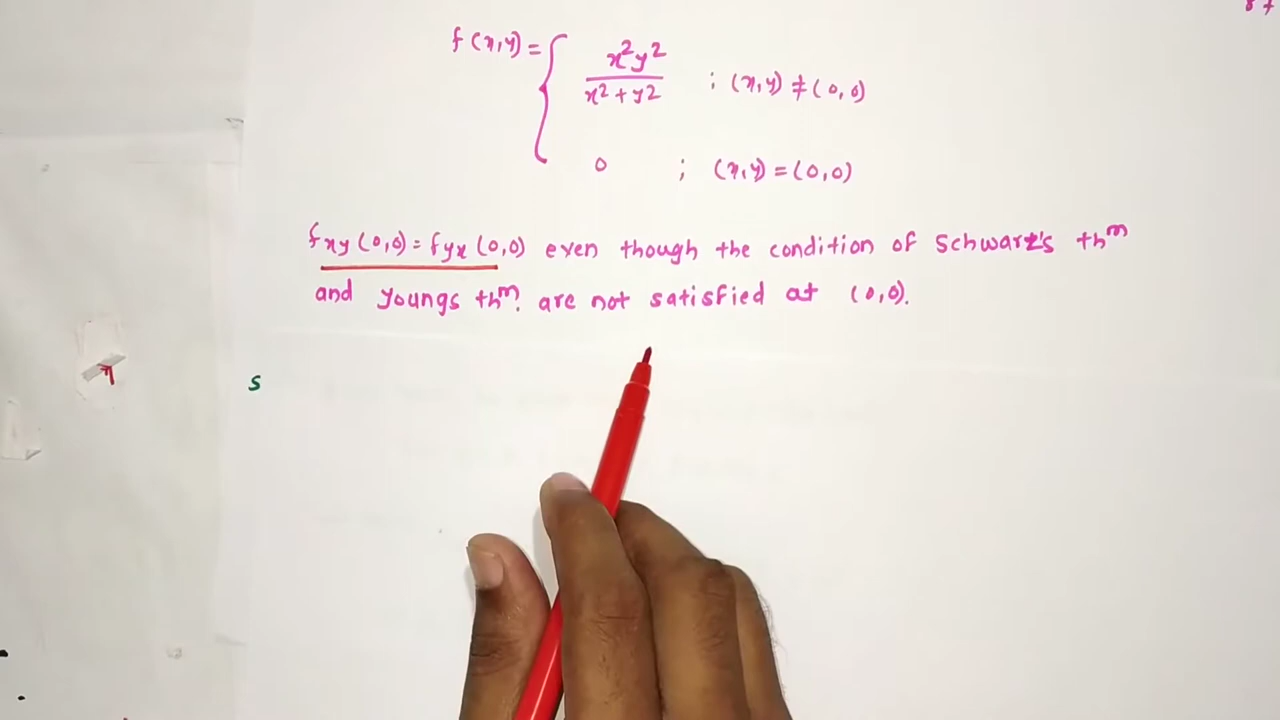 f(x,y) = { x²y² / x² + y² ; (x,y) ≠ (0,0)
0 ; (x,y) = (0,0)
fxy (0,0) = fyx (0,0) even though the condition of Schwartz's thm
and youngs thm. are not satisfied at (0,0).
S